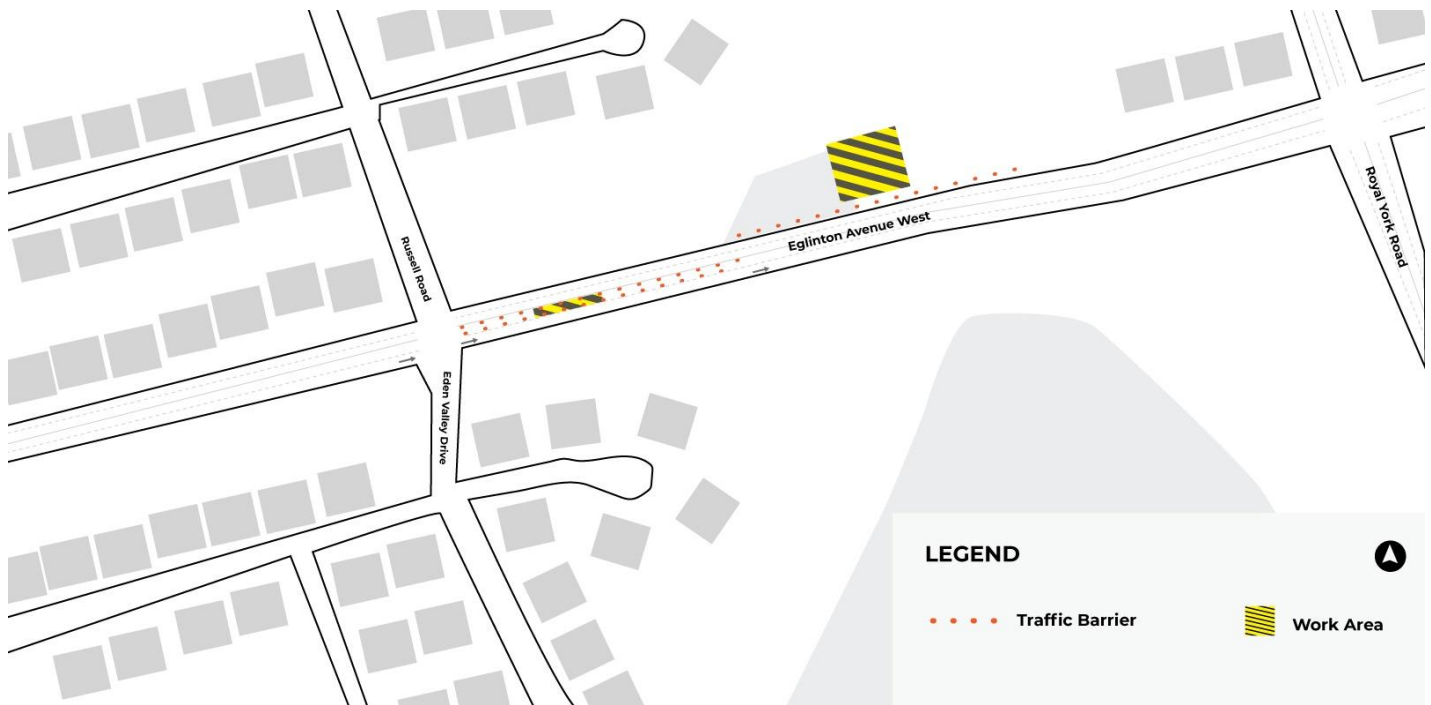 Royal York Road
Eglinton Avenue West
Russell Road
Eden Valley Drive
LEGEND
Traffic Barrier
Work Area